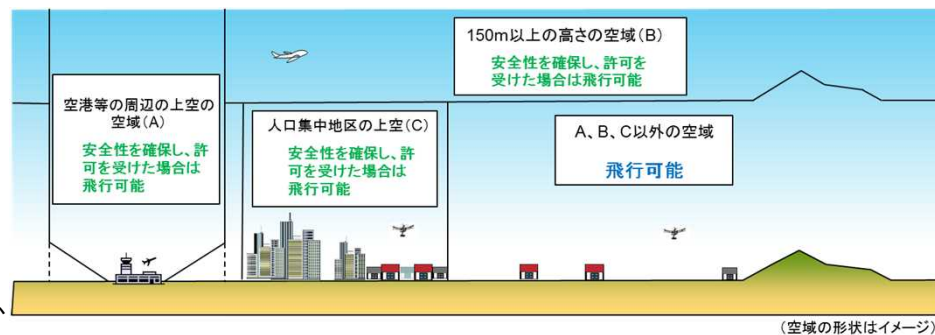 150m以上の高さの空域(B)
安全性を確保し、許可を
受けた場合は飛行可能
空港等の周辺の上空の
空域(A)
安全性を確保し、許
可を受けた場合は
飛行可能
人口集中地区の上空(C)
安全性を確保し、許
可を受けた場合は
飛行可能
A、B、C以外の空域
飛行可能
(空域の形状はイメージ)